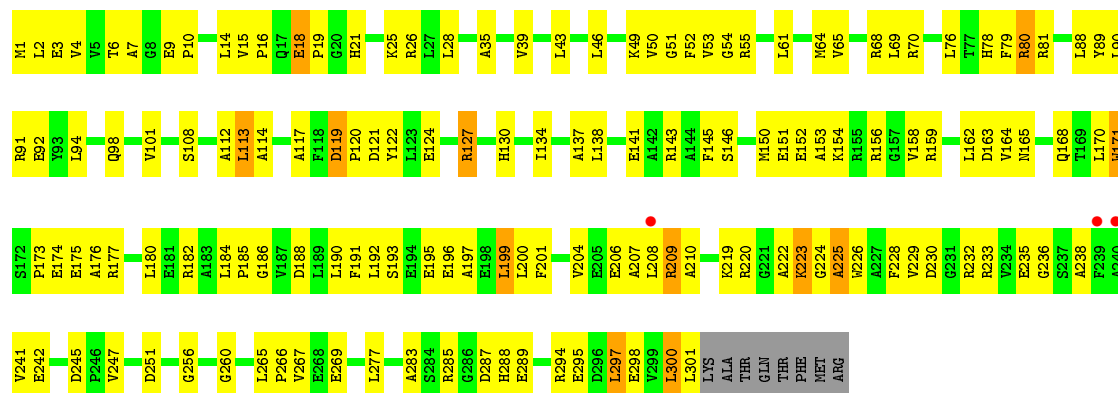 M1 L2 E3 V4 V5 T6 A7 G8 E9 P10 L14 V15 P16 Q17 E18 P19 G20 H21 K25 R26 L27 L28 A35 V39 L43 L46 K49 V50 G51 F52 V53 G54 R55 L61 M64 V65 R68 L69 R70 L76 T77 H78 F79 R80 R81 L88 Y89 L90
R91 E92 Y93 L94 Q98 V101 S108 A112 L113 A114 A117 F118 D119 P120 D121 Y122 L123 E124 R127 H130 I134 A137 L138 E141 A142 R143 A144 F145 S146 M150 E151 E152 A153 K154 R155 R156 G157 V158 R159 L162 D163 V164 N165 Q168 T169 L170 W171
S172 P173 E174 E175 A176 R177 L180 E181 R182 A183 L184 P185 G186 V187 D188 L189 L190 F191 L192 S193 E194 E195 E196 A197 E198 L199 L200 F201 V204 E205 E206 A207 L208 R209 A210 K219 R220 G221 A222 K223 G224 A225 W226 A227 F228 V229 D230 G231 R232 R233 V234 E235 G236 S237 A238 F239 A240
V241 E242 D245 P246 V247 D251 G256 G260 L265 P266 V267 E268 E269 L277 A283 S284 R285 G286 D287 H288 E289 R294 E295 D296 L297 E298 V299 L300 L301 LYS ALA THR GLN THR PHE MET ARG